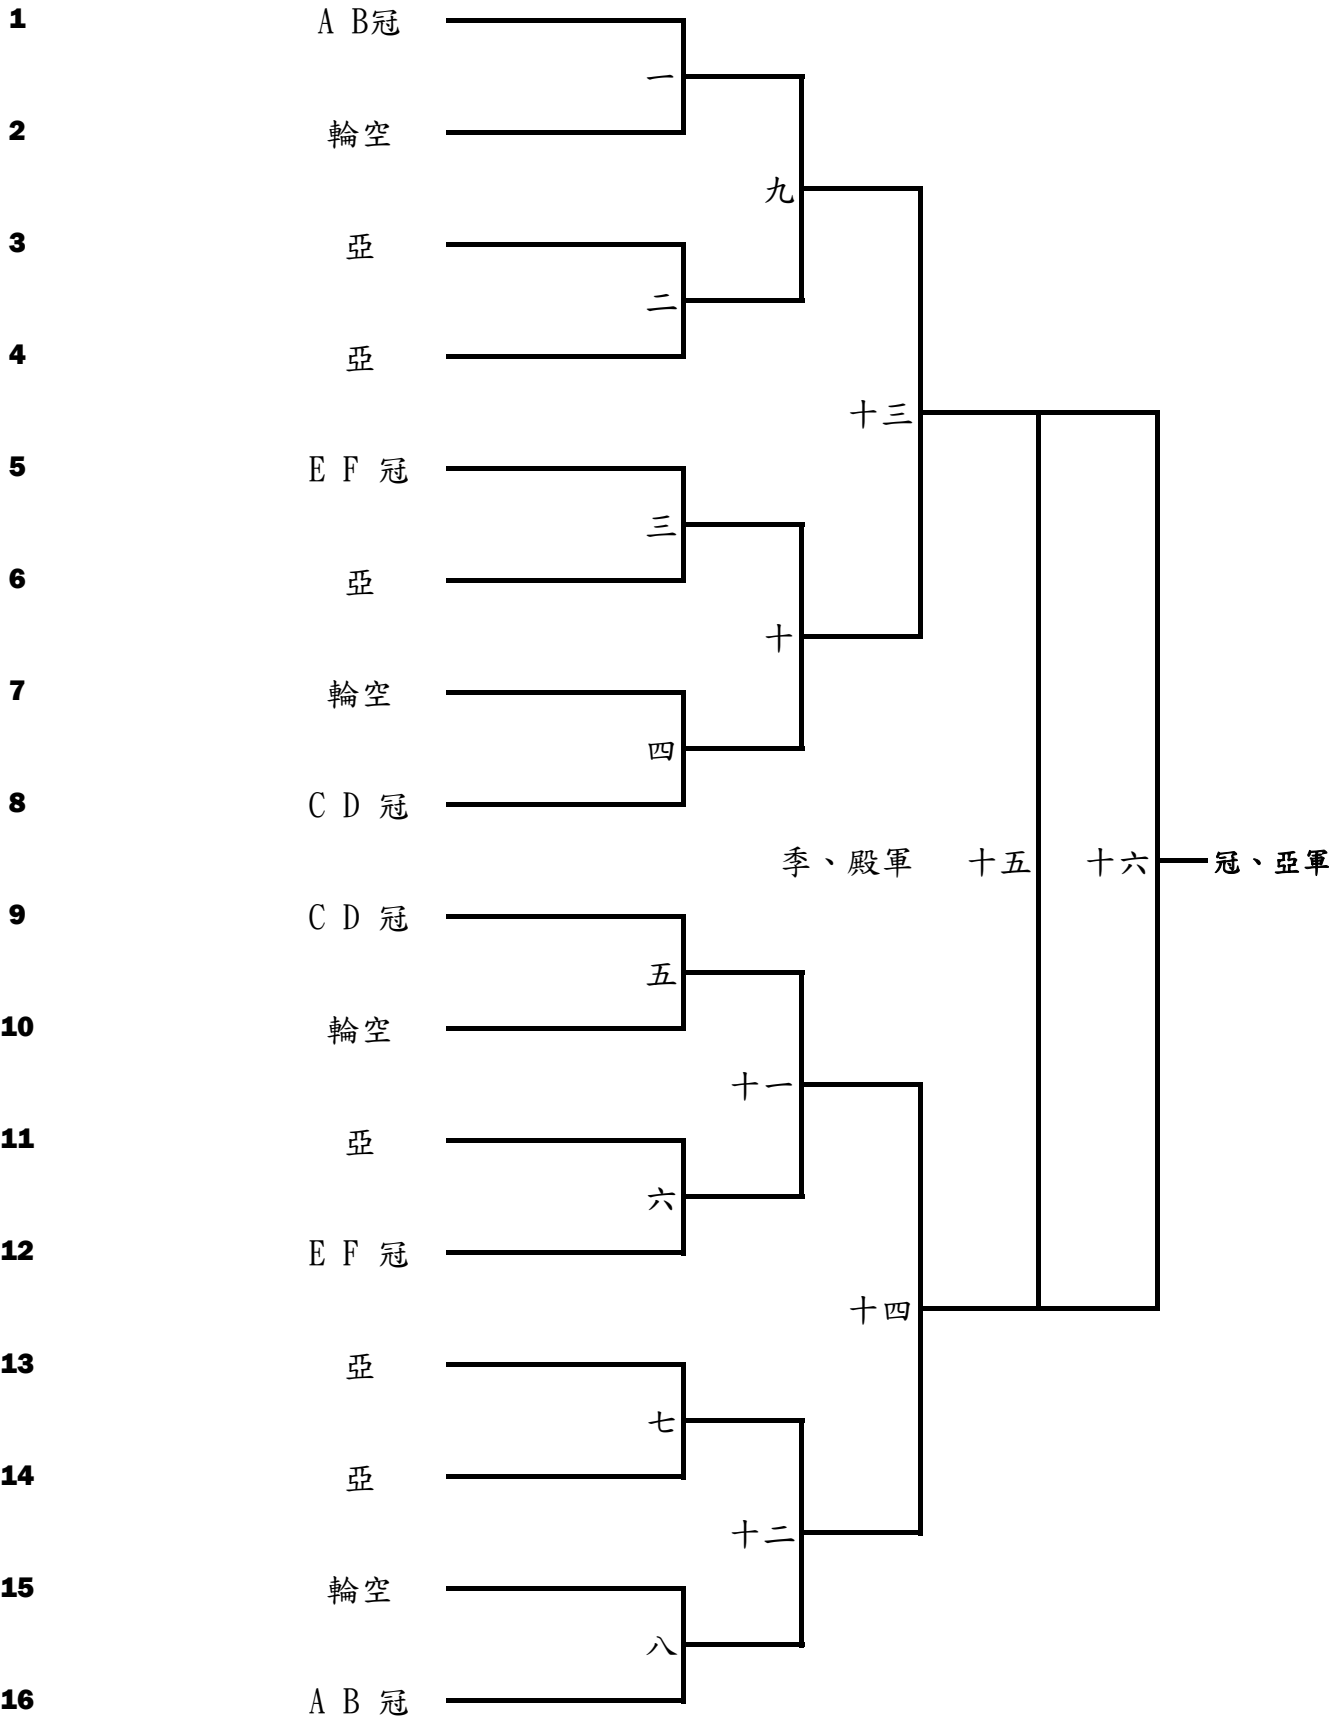 1 A B冠
一
2 輪空
九
3 亞
二
4 亞
十三
5 E F 冠
三
6 亞
十
7 輪空
四
8 C D 冠
季、殿軍 十五 十六 冠、亞軍
9 C D 冠
五
10 輪空
十一
11 亞
六
12 E F 冠
十四
13 亞
七
14 亞
十二
15 輪空
八
16 A B 冠